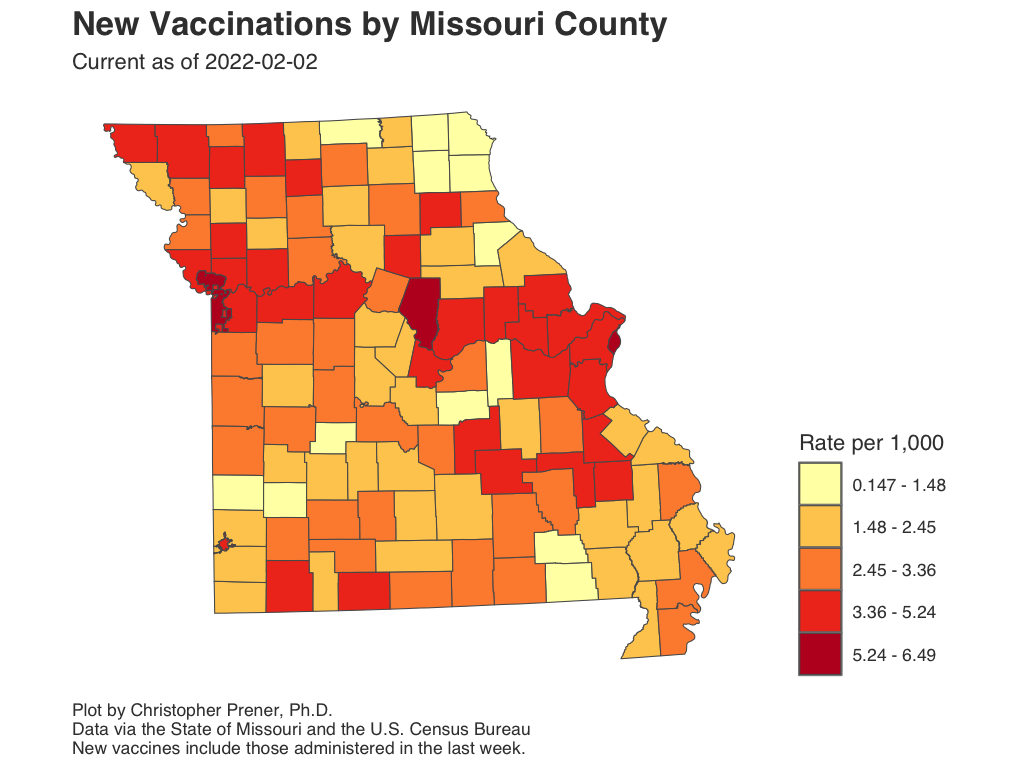 New Vaccinations by Missouri County
Current as of 2022-02-02
Rate per 1,000
0.147 - 1.48
1.48 - 2.45
2.45 - 3.36
3.36 - 5.24
5.24 - 6.49
Plot by Christopher Prener, Ph.D.
Data via the State of Missouri and the U.S. Census Bureau
New vaccines include those administered in the last week.